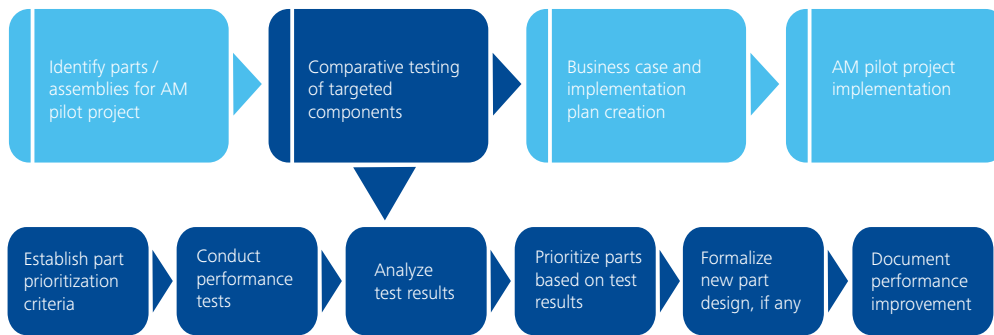 Identify parts /
assemblies for AM
pilot project
Comparative testing
of targeted
components
Business case and
implementation
plan creation
AM pilot project
implementation
Establish part
prioritization
criteria
Conduct
performance
tests
Analyze
test results
Prioritize parts
based on test
results
Formalize
new part
design, if any
Document
performance
improvement